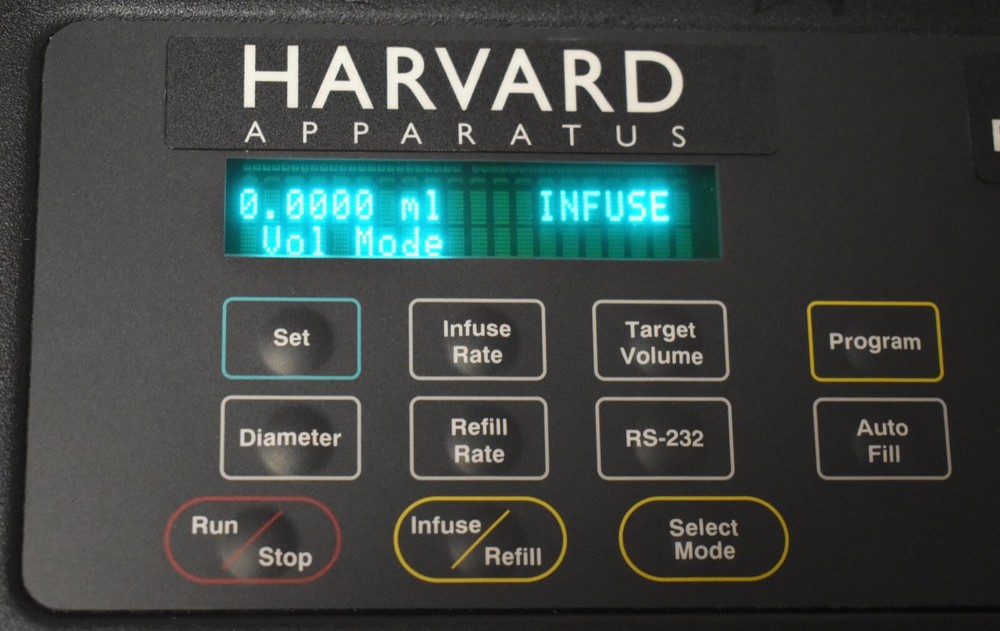 HARVARD
APPARATUS
0.0000 ml INFUSE
Vol Mode
Set
Infuse
Rate
Target
Volume
Program
Diameter
Refill
Rate
RS-232
Auto
Fill
Run
Stop
Infuse
Refill
Select
Mode